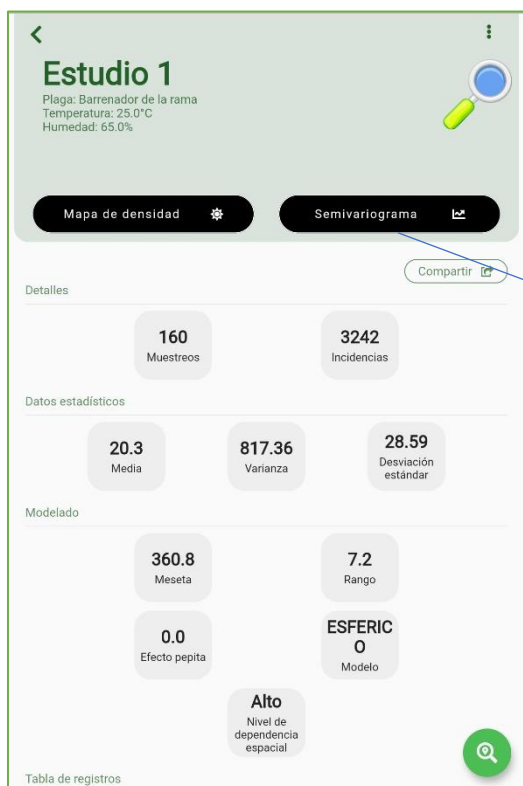 Estudio 1
Plaga: Barrenador de la rama
Temperatura: 25.0°C
Humedad: 65.0%
Mapa de densidad
Semivariograma
Compartir
Detalles
160
Muestreos
3242
Incidencias
Datos estadísticos
20.3
Media
817.36
Varianza
28.59
Desviación
estándar
Modelado
360.8
Meseta
7.2
Rango
0.0
Efecto pepita
ESFERIC
O
Modelo
Alto
Nivel de
dependencia
espacial
Tabla de registros